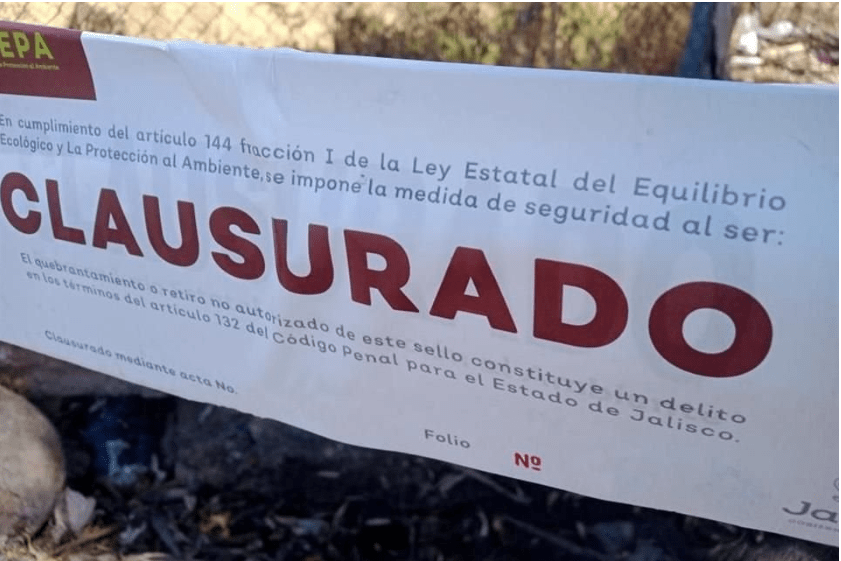 EPA
En cumplimiento del artículo 144 fracción I de la Ley Estatal del Equilibrio
Ecológico y La Protección al Ambiente, se impone la medida de seguridad al ser:
CLAUSURADO
El quebrantamiento o retiro no autorizado de este sello constituye un delito
en los términos del artículo 132 del Código Penal para el Estado de Jalisco.
Clausurado mediante acta No.
Folio
Nº
Ja